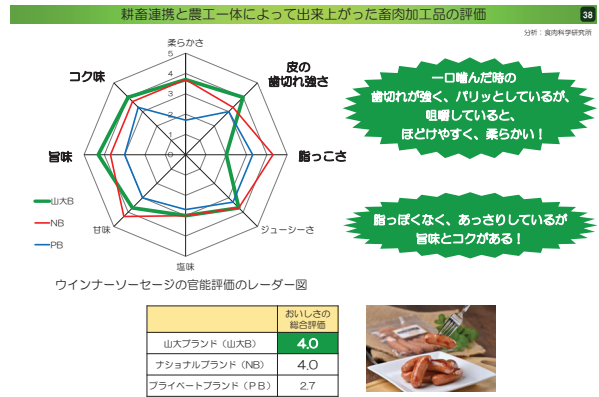 耕畜連携と農工一体によって出来上がった畜肉加工品の評価
38
分析：食肉科学研究所
柔らかさ
5
4
3
2
1
0
皮の
歯切れ強さ
脂っこさ
ジューシーさ
塩味
甘味
旨味
コク味
山大B
NB
PB
ウインナーソーセージの官能評価のレーダー図
一口噛んだ時の
歯切れが強く、パリッとしているが、
咀嚼していると、
ほどけやすく、柔らかい！
脂っぽくなく、あっさりしているが
旨味とコクがある！
おいしさの
総合評価
山大ブランド（山大B） 4.0
ナショナルブランド（NB） 4.0
プライベートブランド（PB） 2.7